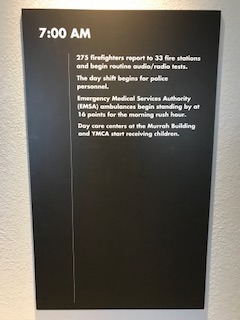 7:00 AM
275 firefighters report to 33 fire stations
and begin routine audio/radio tests.
The day shift begins for police
personnel.
Emergency Medical Services Authority
(EMSA) ambulances begin standing by at
16 points for the morning rush hour.
Day care centers at the Murrah Building
and YMCA start receiving children.